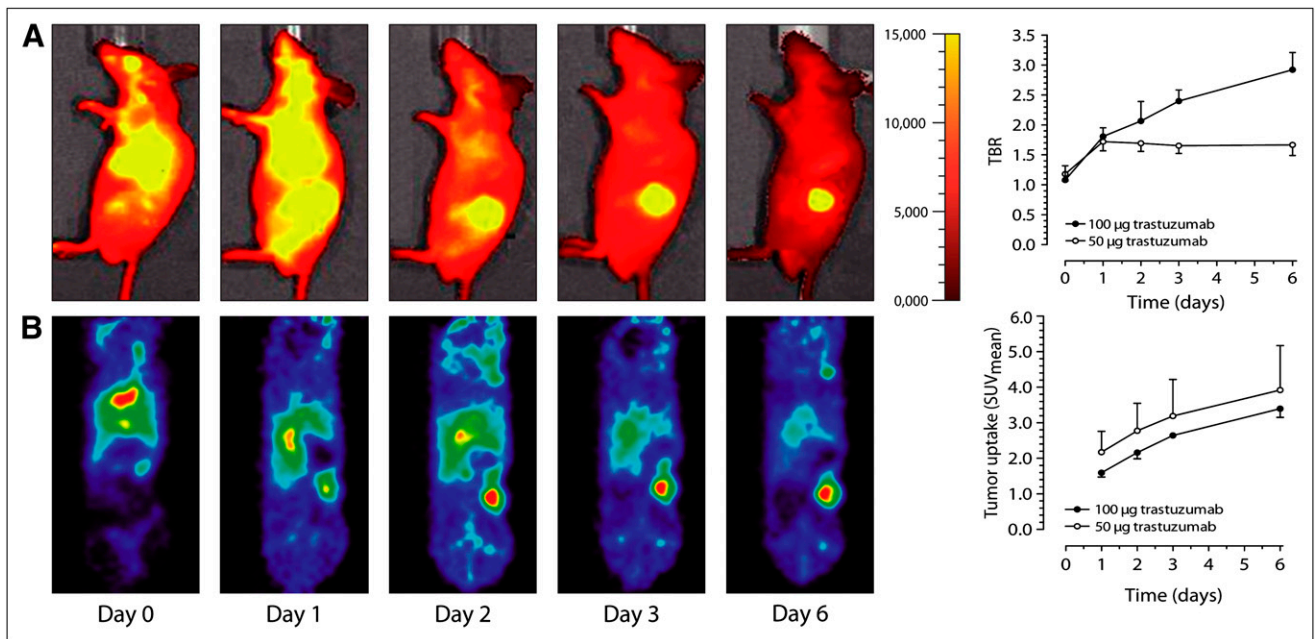 A
15,000
10,000
5,000
0,000
TBR
3.5
3.0
2.5
2.0
1.5
1.0
0.5
0.0
100 µg trastuzumab
50 µg trastuzumab
0 1 2 3 4 5 6
Time (days)
B
Day 0 Day 1 Day 2 Day 3 Day 6
Tumor uptake (SUVmean)
6.0
5.0
4.0
3.0
2.0
1.0
0.0
100 µg trastuzumab
50 µg trastuzumab
0 1 2 3 4 5 6
Time (days)